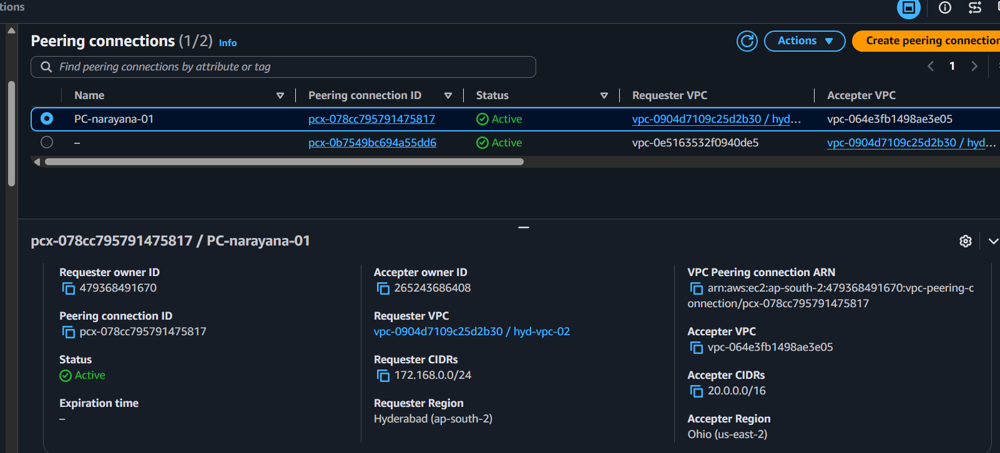 tions
Peering connections (1/2) Info
Actions
Create peering connection
Find peering connections by attribute or tag
1
Name Peering connection ID Status Requester VPC Accepter VPC
PC-narayana-01 pcx-078cc795791475817 Active vpc-0904d7109c25d2b30 / hyd... vpc-064e3fb1498ae3e05
– pcx-0b7549bc694a55dd6 Active vpc-0e5163532f0940de5 vpc-0904d7109c25d2b30 / hyd...
pcx-078cc795791475817 / PC-narayana-01
Requester owner ID
479368491670
Peering connection ID
pcx-078cc795791475817
Status
Active
Expiration time
–
Accepter owner ID
265243686408
Requester VPC
vpc-0904d7109c25d2b30 / hyd-vpc-02
Requester CIDRs
172.168.0.0/24
Requester Region
Hyderabad (ap-south-2)
VPC Peering connection ARN
arn:aws:ec2:ap-south-2:479368491670:vpc-peering-c
onnection/pcx-078cc795791475817
Accepter VPC
vpc-064e3fb1498ae3e05
Accepter CIDRs
20.0.0.0/16
Accepter Region
Ohio (us-east-2)